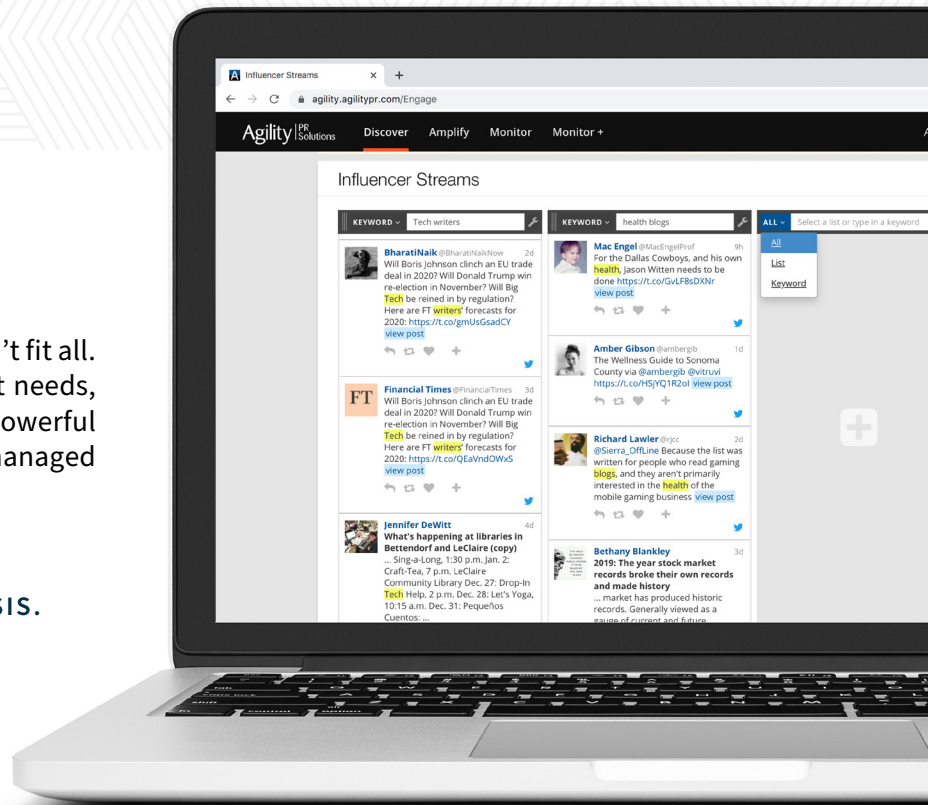 't fit all.
needs,
powerful
managed
SIS.
Influencer Streams
agility.agilitypr.com/Engage
Agility PR Solutions Discover Amplify Monitor Monitor +
Influencer Streams
KEYWORD Tech writers
BharatiNaik @BharatiNaikNow 2d
Will Boris Johnson clinch an EU trade
deal in 2020? Will Donald Trump win
re-election in November? Will Big
Tech be reined in by regulation?
Here are FT writers' forecasts for
2020: https://t.co/gmUsGsadCY
view post
FT
Financial Times @FinancialTimes 3d
Will Boris Johnson clinch an EU trade
deal in 2020? Will Donald Trump win
re-election in November? Will Big
Tech be reined in by regulation?
Here are FT writers' forecasts for
2020: https://t.co/QEaVndOWxS
view post
Jennifer DeWitt 4d
What's happening at libraries in
Bettendorf and LeClaire (copy)
... Sing-a-Long, 1:30 p.m. Jan. 2:
Craft-Tea, 7 p.m. LeClaire
Community Library Dec. 27: Drop-In
Tech Help, 2 p.m. Dec. 28: Let's Yoga,
10:15 a.m. Dec. 31: Pequeños
Cuentos: ...
KEYWORD health blogs
Mac Engel @MacEngelProf 9h
For the Dallas Cowboys, and his own
health, Jason Witten needs to be
done https://t.co/GvLF8sDXNr
view post
Amber Gibson @ambergib 1d
The Wellness Guide to Sonoma
County via @ambergib @vitruvi
https://t.co/HSjYQ1R2ol view post
Richard Lawler @rjcc 2d
@Sierra_OffLine Because the list was
written for people who read gaming
blogs, and they aren't primarily
interested in the health of the
mobile gaming business view post
Bethany Blankley 3d
2019: The year stock market
records broke their own records
and made history
... market has produced historic
records. Generally viewed as a
gauge of current and future
ALL Select a list or type in a keyword
All
List
Keyword
shift
control
option